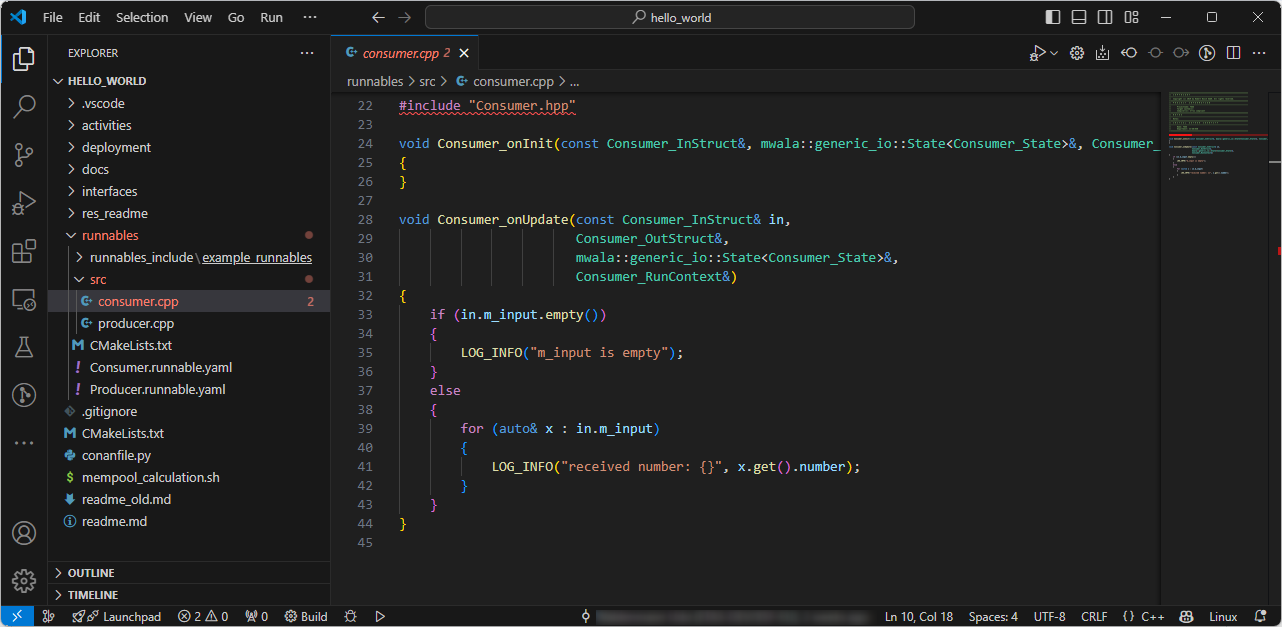 File Edit Selection View Go Run ···
hello_world
EXPLORER ···
HELLO_WORLD
.vscode
activities
deployment
docs
interfaces
res_readme
runnables
runnables_include\example_runnables
src
consumer.cpp 2
producer.cpp
CMakeLists.txt
! Consumer.runnable.yaml
! Producer.runnable.yaml
.gitignore
CMakeLists.txt
conanfile.py
$ mempool_calculation.sh
readme_old.md
readme.md
OUTLINE
TIMELINE
consumer.cpp 2
runnables > src > consumer.cpp > ...
22 #include "Consumer.hpp"
23
24 void Consumer_onInit(const Consumer_InStruct&, mwala::generic_io::State<Consumer_State>&, Consumer_
25 {
26 }
27
28 void Consumer_onUpdate(const Consumer_InStruct& in,
29 Consumer_OutStruct&,
30 mwala::generic_io::State<Consumer_State>&,
31 Consumer_RunContext&)
32 {
33 if (in.m_input.empty())
34 {
35 LOG_INFO("m_input is empty");
36 }
37 else
38 {
39 for (auto& x : in.m_input)
40 {
41 LOG_INFO("received number: {}", x.get().number);
42 }
43 }
44 }
45
Launchpad 2 0 0 Build Ln 10, Col 18 Spaces: 4 UTF-8 CRLF {} C++ Linux